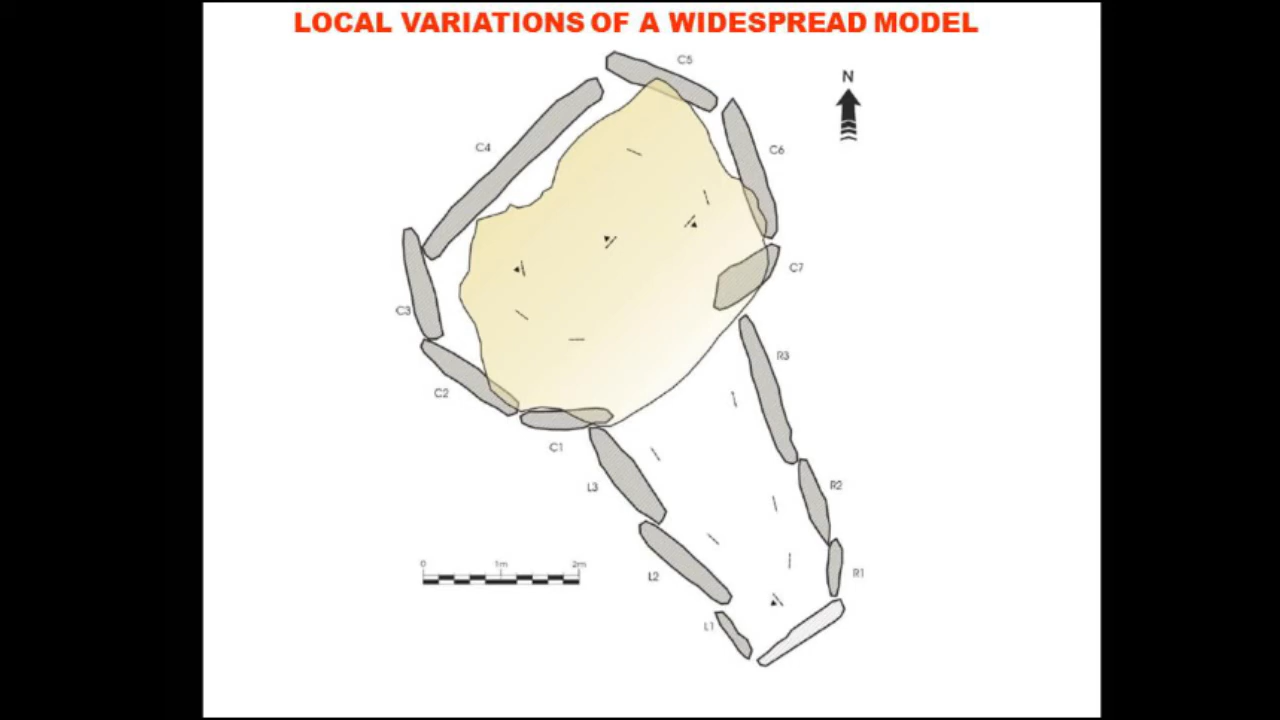 LOCAL VARIATIONS OF A WIDESPREAD MODEL
C5
N
C4
C6
C7
C3
R3
C2
C1
L3
R2
0 1m 2m
L2
R1
L1